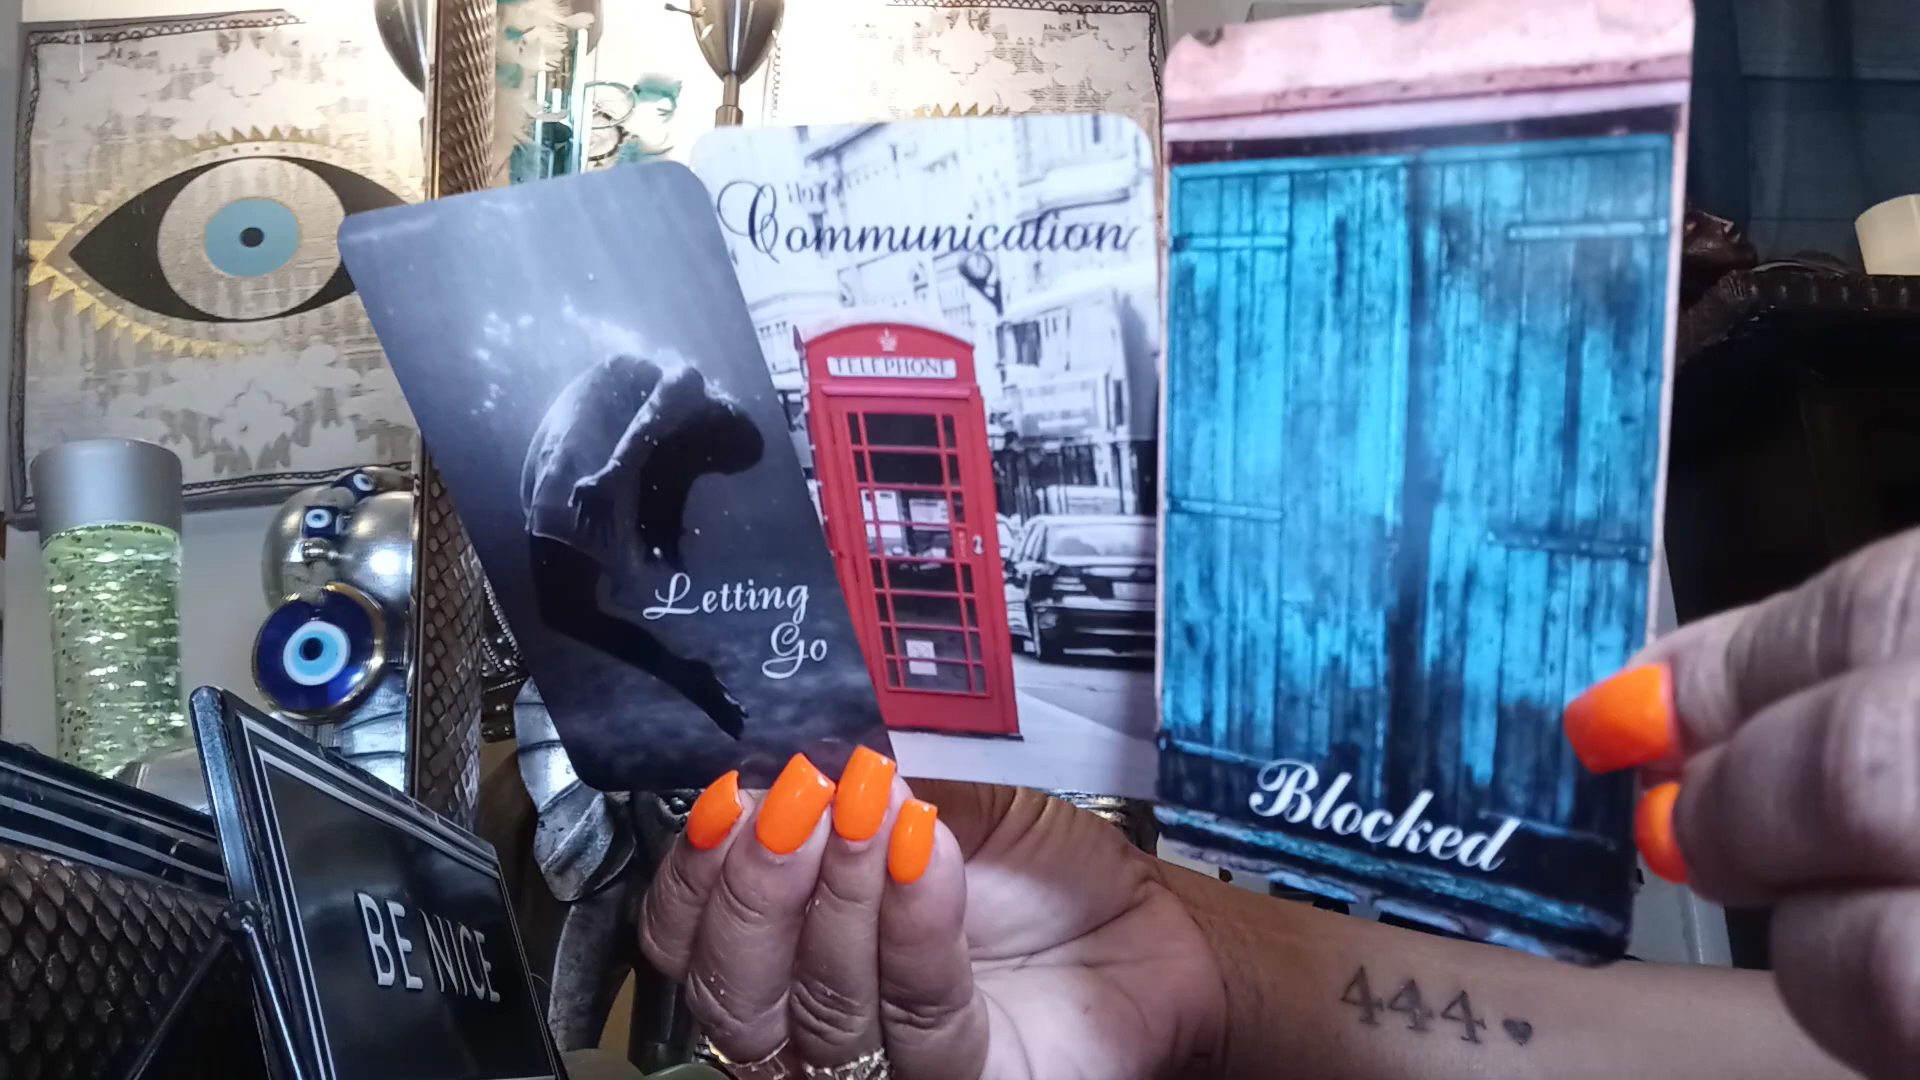 Communication
TELEPHONE
Letting
Go
Blocked
BE NICE
444